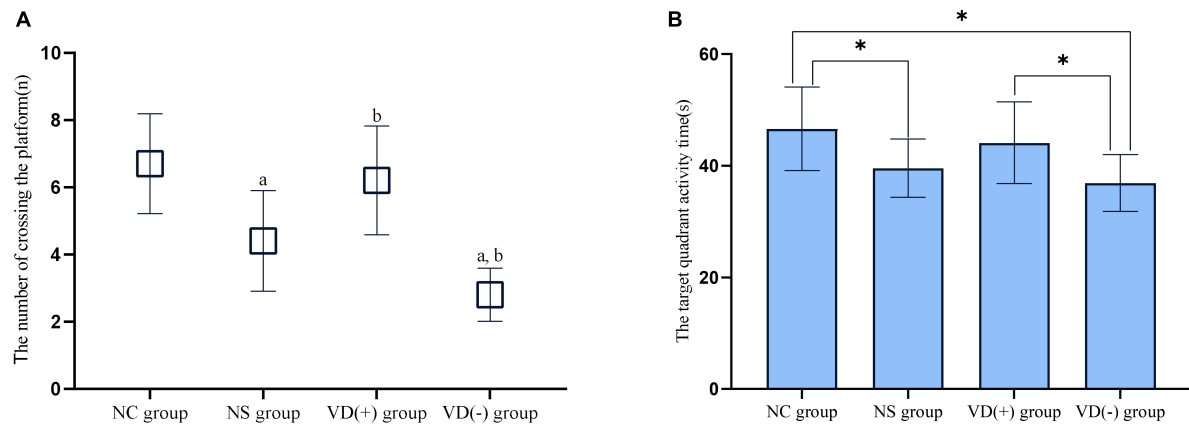 A
The number of crossing the platform(n)
10
8
6
4
2
0
a
b
a, b
NC group
NS group
VD(+) group
VD(-) group
B
The target quadrant activity time(s)
60
40
20
0
*
*
*
NC group
NS group
VD(+) group
VD(-) group